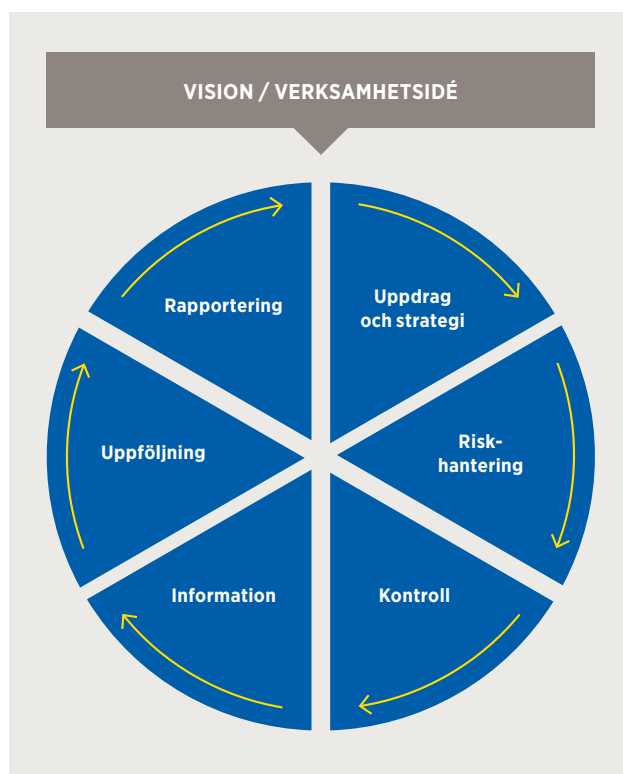 VISION / VERKSAMHETSIDÉ
Rapportering
Uppdrag
och strategi
Uppföljning
Risk-
hantering
Information
Kontroll